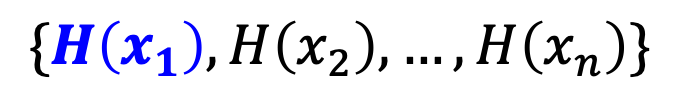 {H(x₁), H(x₂), … , H(xₙ)}